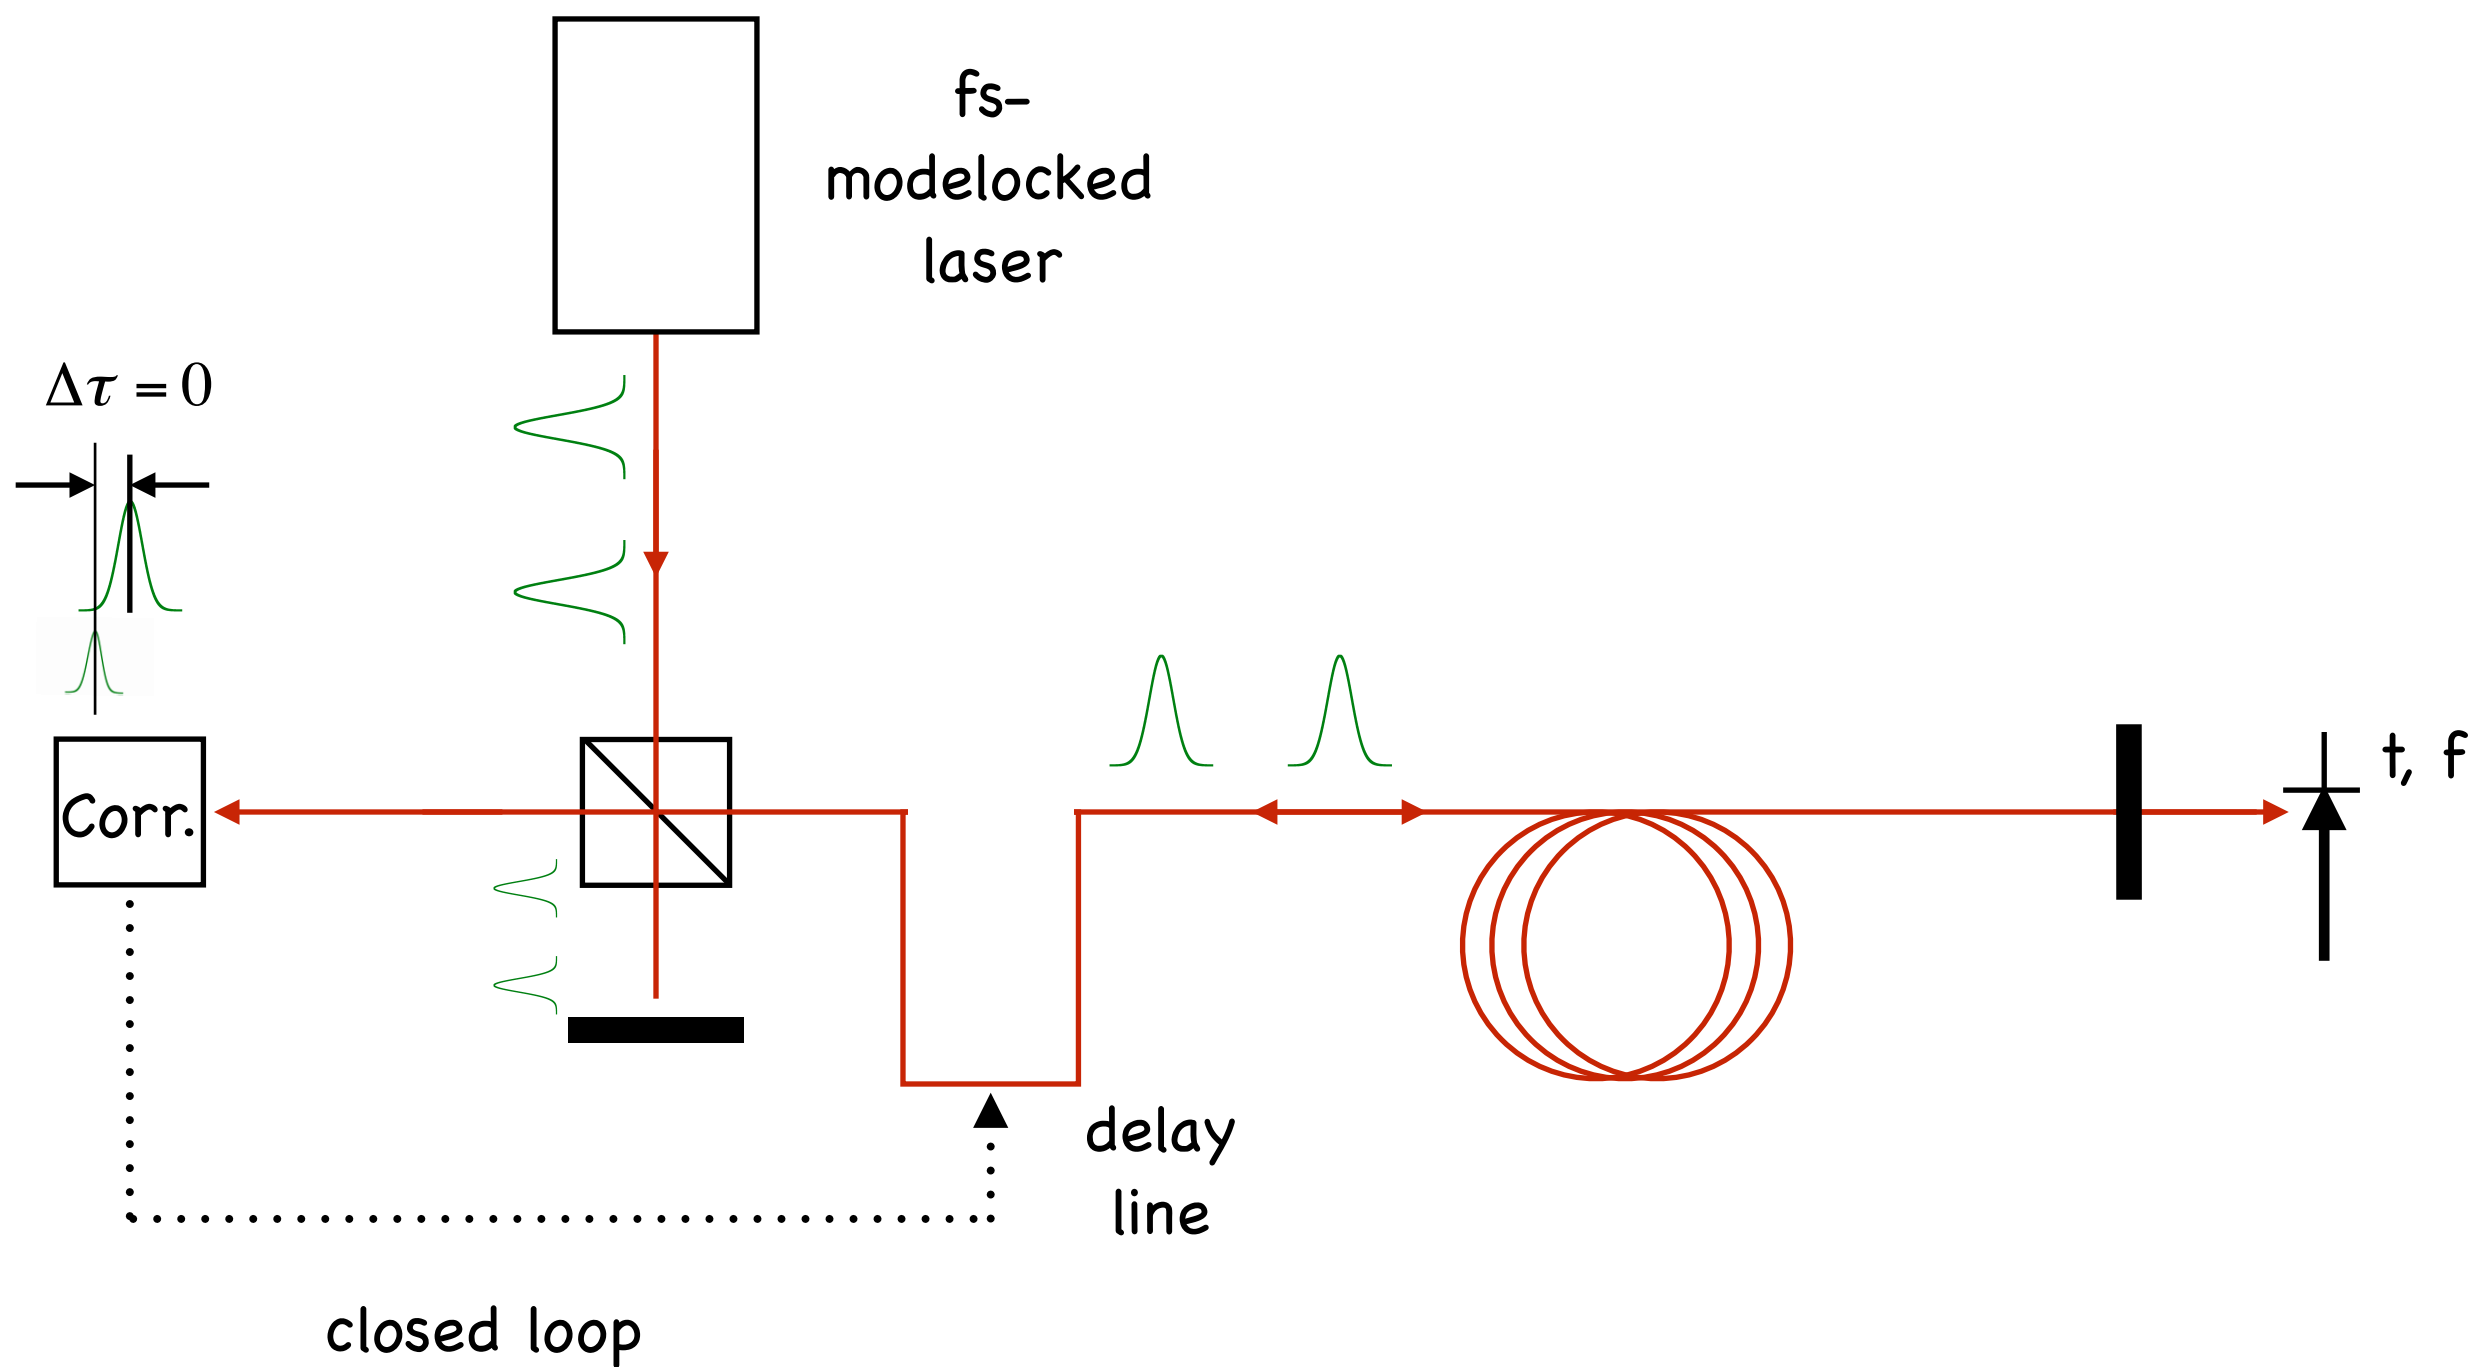 fs-
modelocked
laser
Δτ = 0
t, f
Corr.
delay
line
closed loop